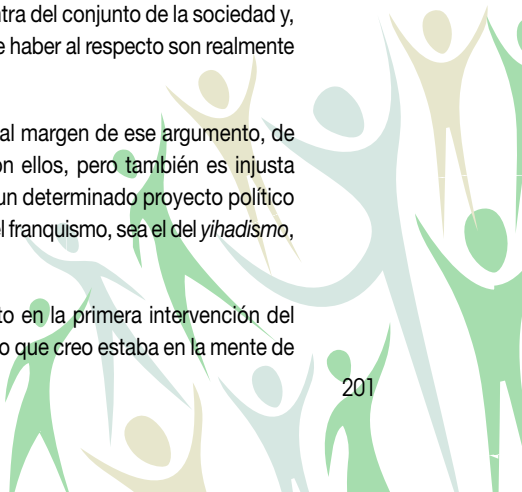 ntra del conjunto de la sociedad y,
e haber al respecto son realmente
al margen de ese argumento, de
on ellos, pero también es injusta
un determinado proyecto político
el franquismo, sea el del yihadismo,
to en la primera intervención del
o que creo estaba en la mente de
201